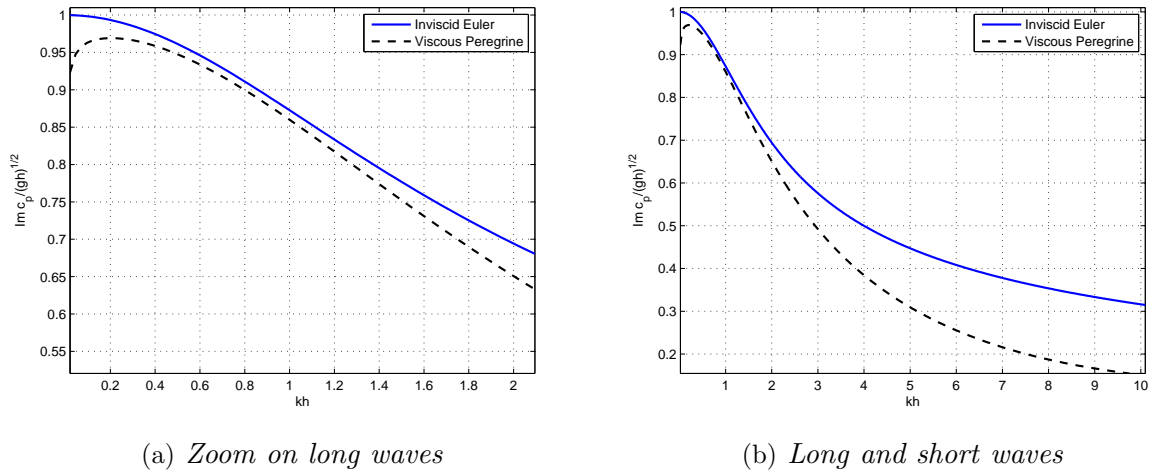 1
0.95
0.9
0.85
0.8
0.75
0.7
0.65
0.6
0.55
0.2 0.4 0.6 0.8 1 1.2 1.4 1.6 1.8 2
kh
Im c_p/(gh)^{1/2}
Inviscid Euler
Viscous Peregrine
(a) Zoom on long waves
1
0.9
0.8
0.7
0.6
0.5
0.4
0.3
0.2
1 2 3 4 5 6 7 8 9 10
kh
Im c_p/(gh)^{1/2}
Inviscid Euler
Viscous Peregrine
(b) Long and short waves